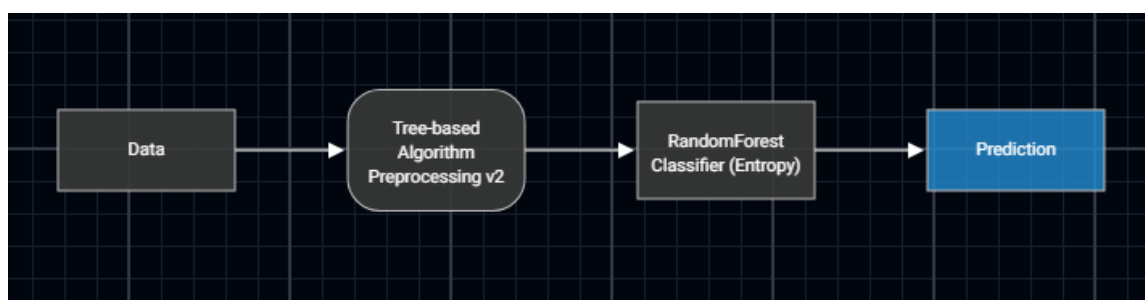 Data
Tree-based
Algorithm
Preprocessing v2
RandomForest
Classifier (Entropy)
Prediction